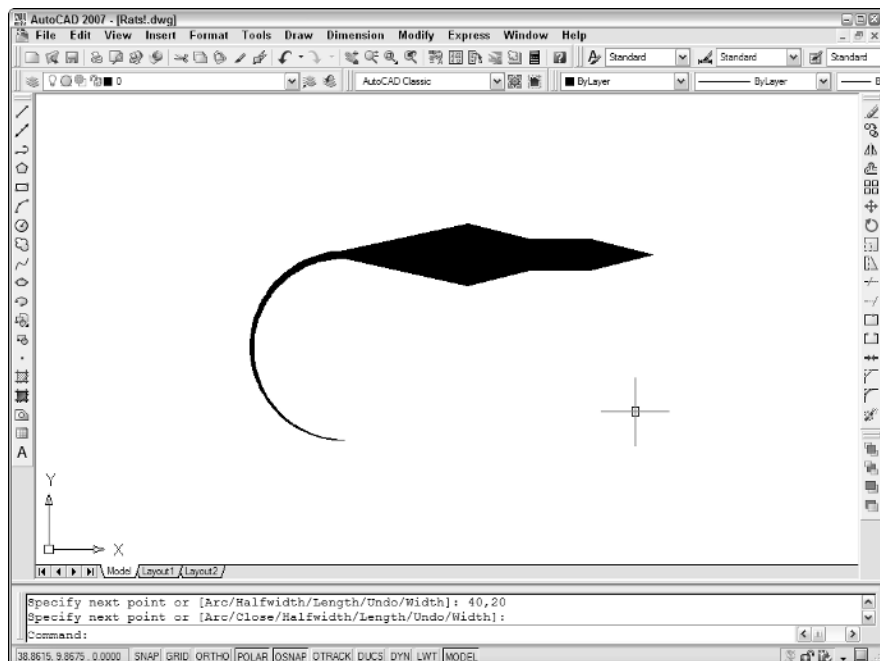 AutoCAD 2007 - [Rats!.dwg]
File Edit View Insert Format Tools Draw Dimension Modify Express Window Help
Standard Standard Standard
0 AutoCAD Classic ByLayer ByLayer
A
Y
X
Model Layout1 Layout2
Specify next point or [Arc/Halfwidth/Length/Undo/Width]: 40,20
Specify next point or [Arc/Close/Halfwidth/Length/Undo/Width]:
Command:
38.8615, 9.8675, 0.0000 SNAP GRID ORTHO POLAR OSNAP OTRACK DUCS DYN LWT MODEL